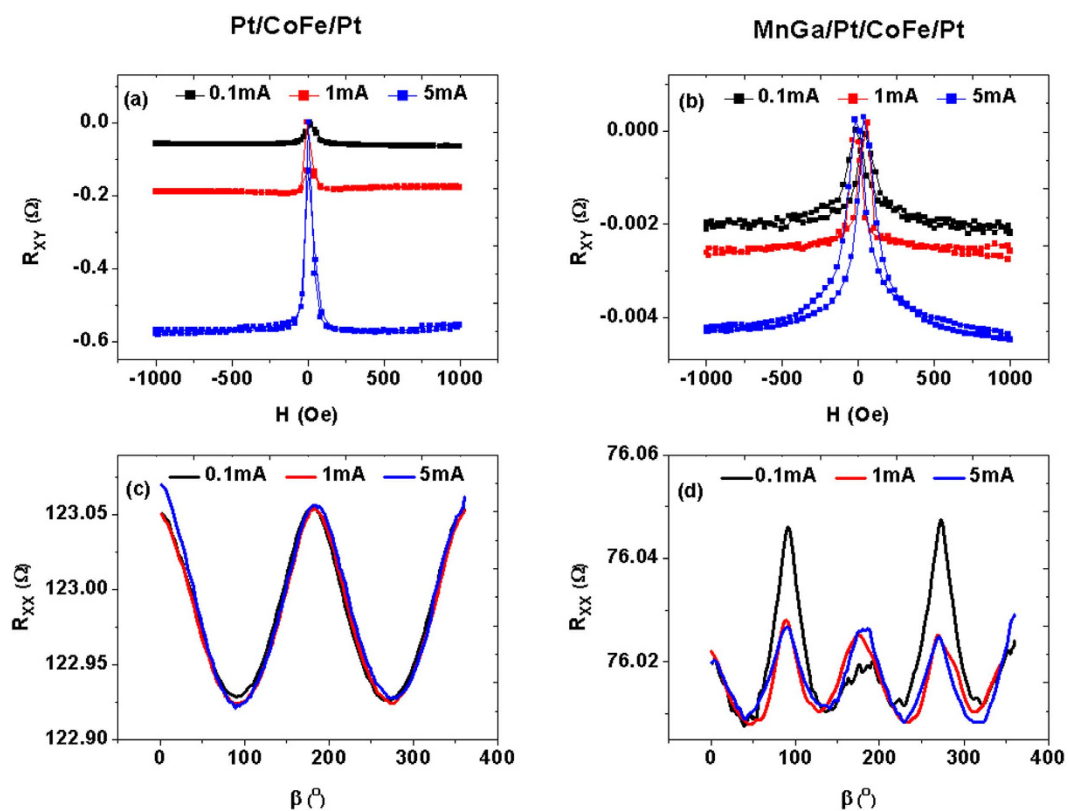 Pt/CoFe/Pt
MnGa/Pt/CoFe/Pt
(a) 0.1mA 1mA 5mA
0.0
-0.2
-0.4
-0.6
R_XY (Ω)
-1000 -500 0 500 1000
H (Oe)
(b) 0.1mA 1mA 5mA
0.000
-0.002
-0.004
R_XY (Ω)
-1000 -500 0 500 1000
H (Oe)
(c) 0.1mA 1mA 5mA
123.05
123.00
122.95
122.90
R_XX (Ω)
0 100 200 300 400
β (°)
76.06
(d) 0.1mA 1mA 5mA
76.04
76.02
R_XX (Ω)
0 100 200 300 400
β (°)